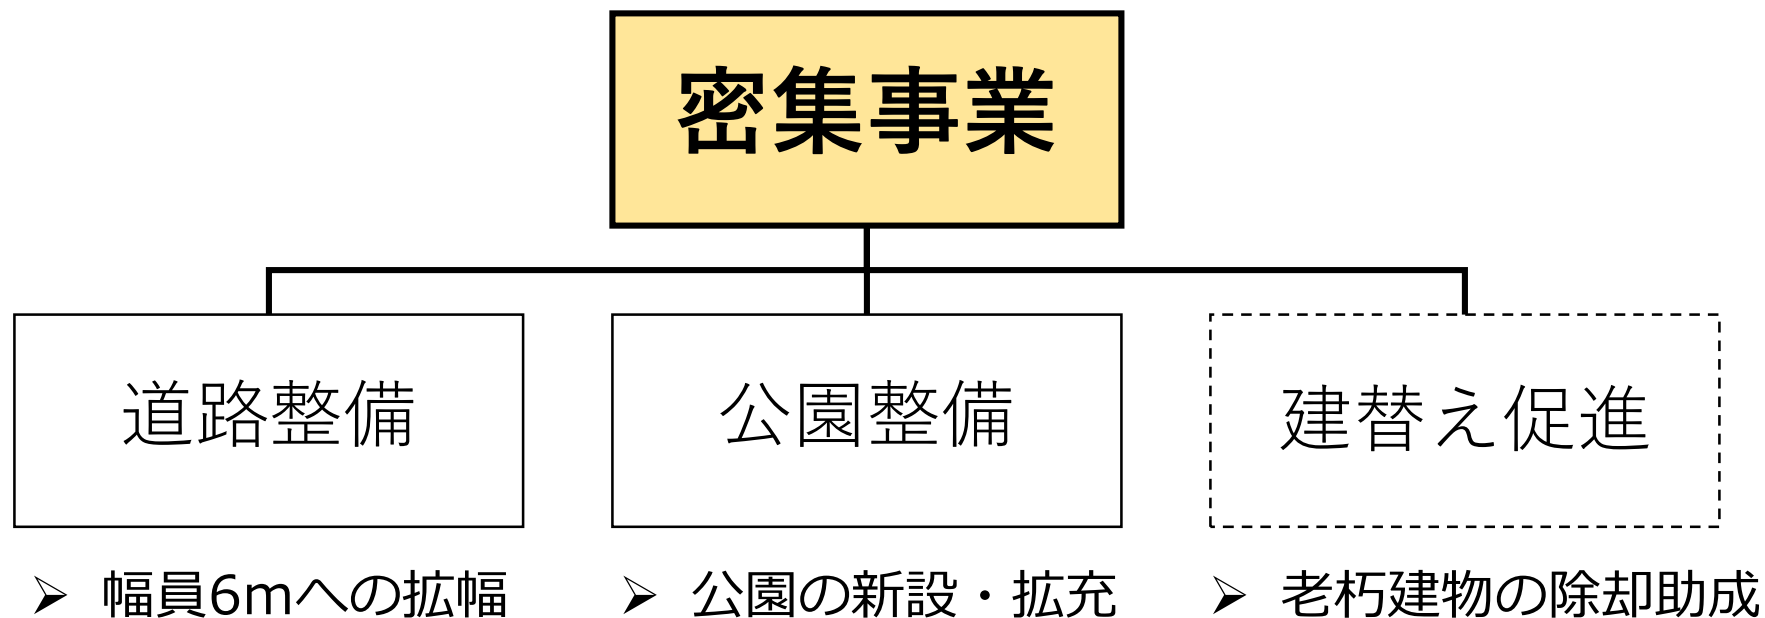 密集事業
道路整備
公園整備
建替え促進
➢ 幅員6mへの拡幅
➢ 公園の新設・拡充
➢ 老朽建物の除却助成